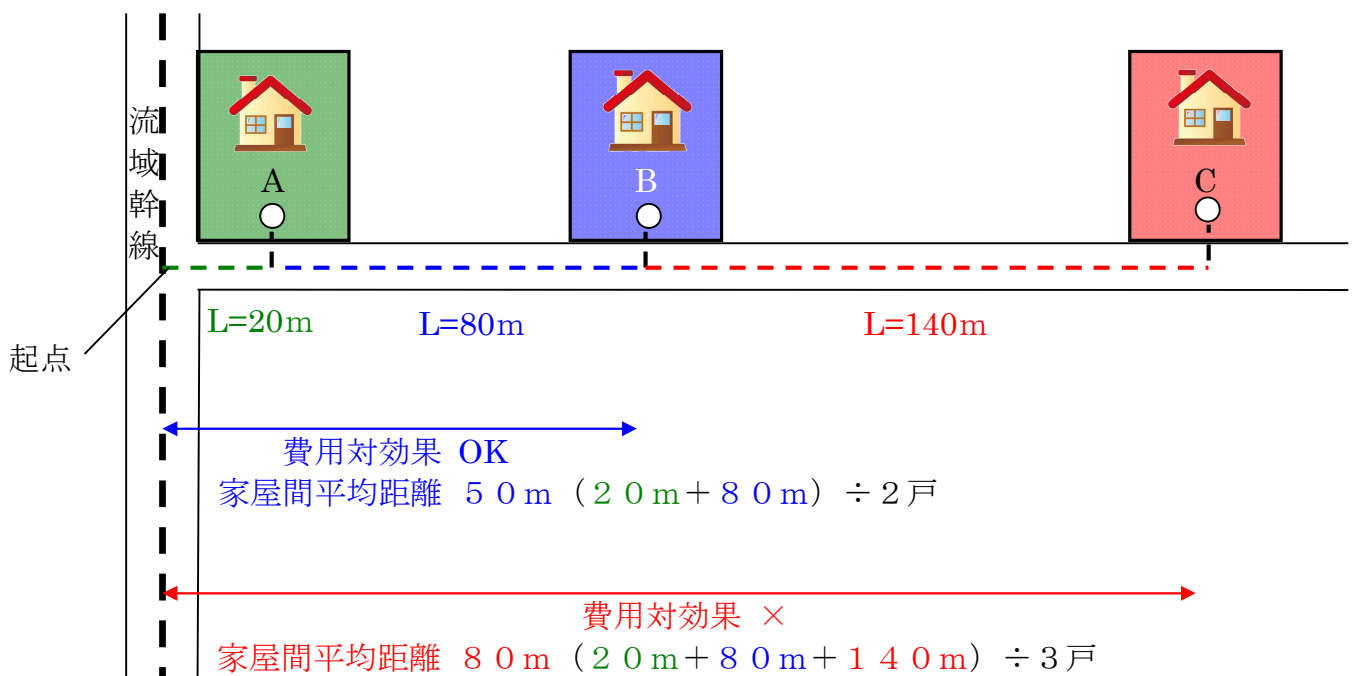 流域幹線
A
B
C
L=20m
L=80m
L=140m
起点
費用対効果 OK
家屋間平均距離 ５０ｍ（２０ｍ＋８０ｍ）÷２戸
費用対効果 ×
家屋間平均距離 ８０ｍ（２０ｍ＋８０ｍ＋１４０ｍ）÷３戸